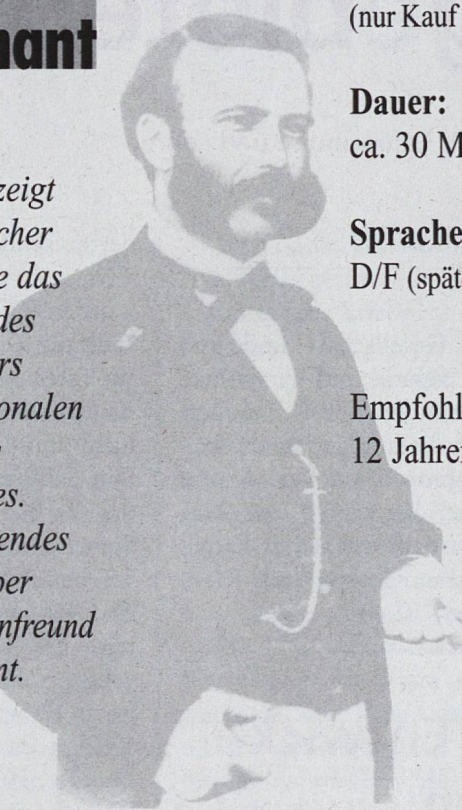 nant
zeigt
cher
e das
des
rs
onalen
es.
endes
ber
nfreund
nt.
(nur Kauf
Dauer:
ca. 30 M
Sprache
D/F (spät
Empfohl
12 Jahre